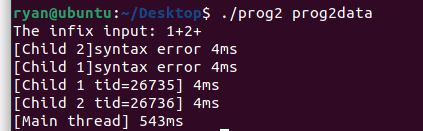 ryan@ubuntu:~/Desktop$ ./prog2 prog2data
The infix input: 1+2+
[Child 2]syntax error 4ms
[Child 1]syntax error 4ms
[Child 1 tid=26735] 4ms
[Child 2 tid=26736] 4ms
[Main thread] 543ms